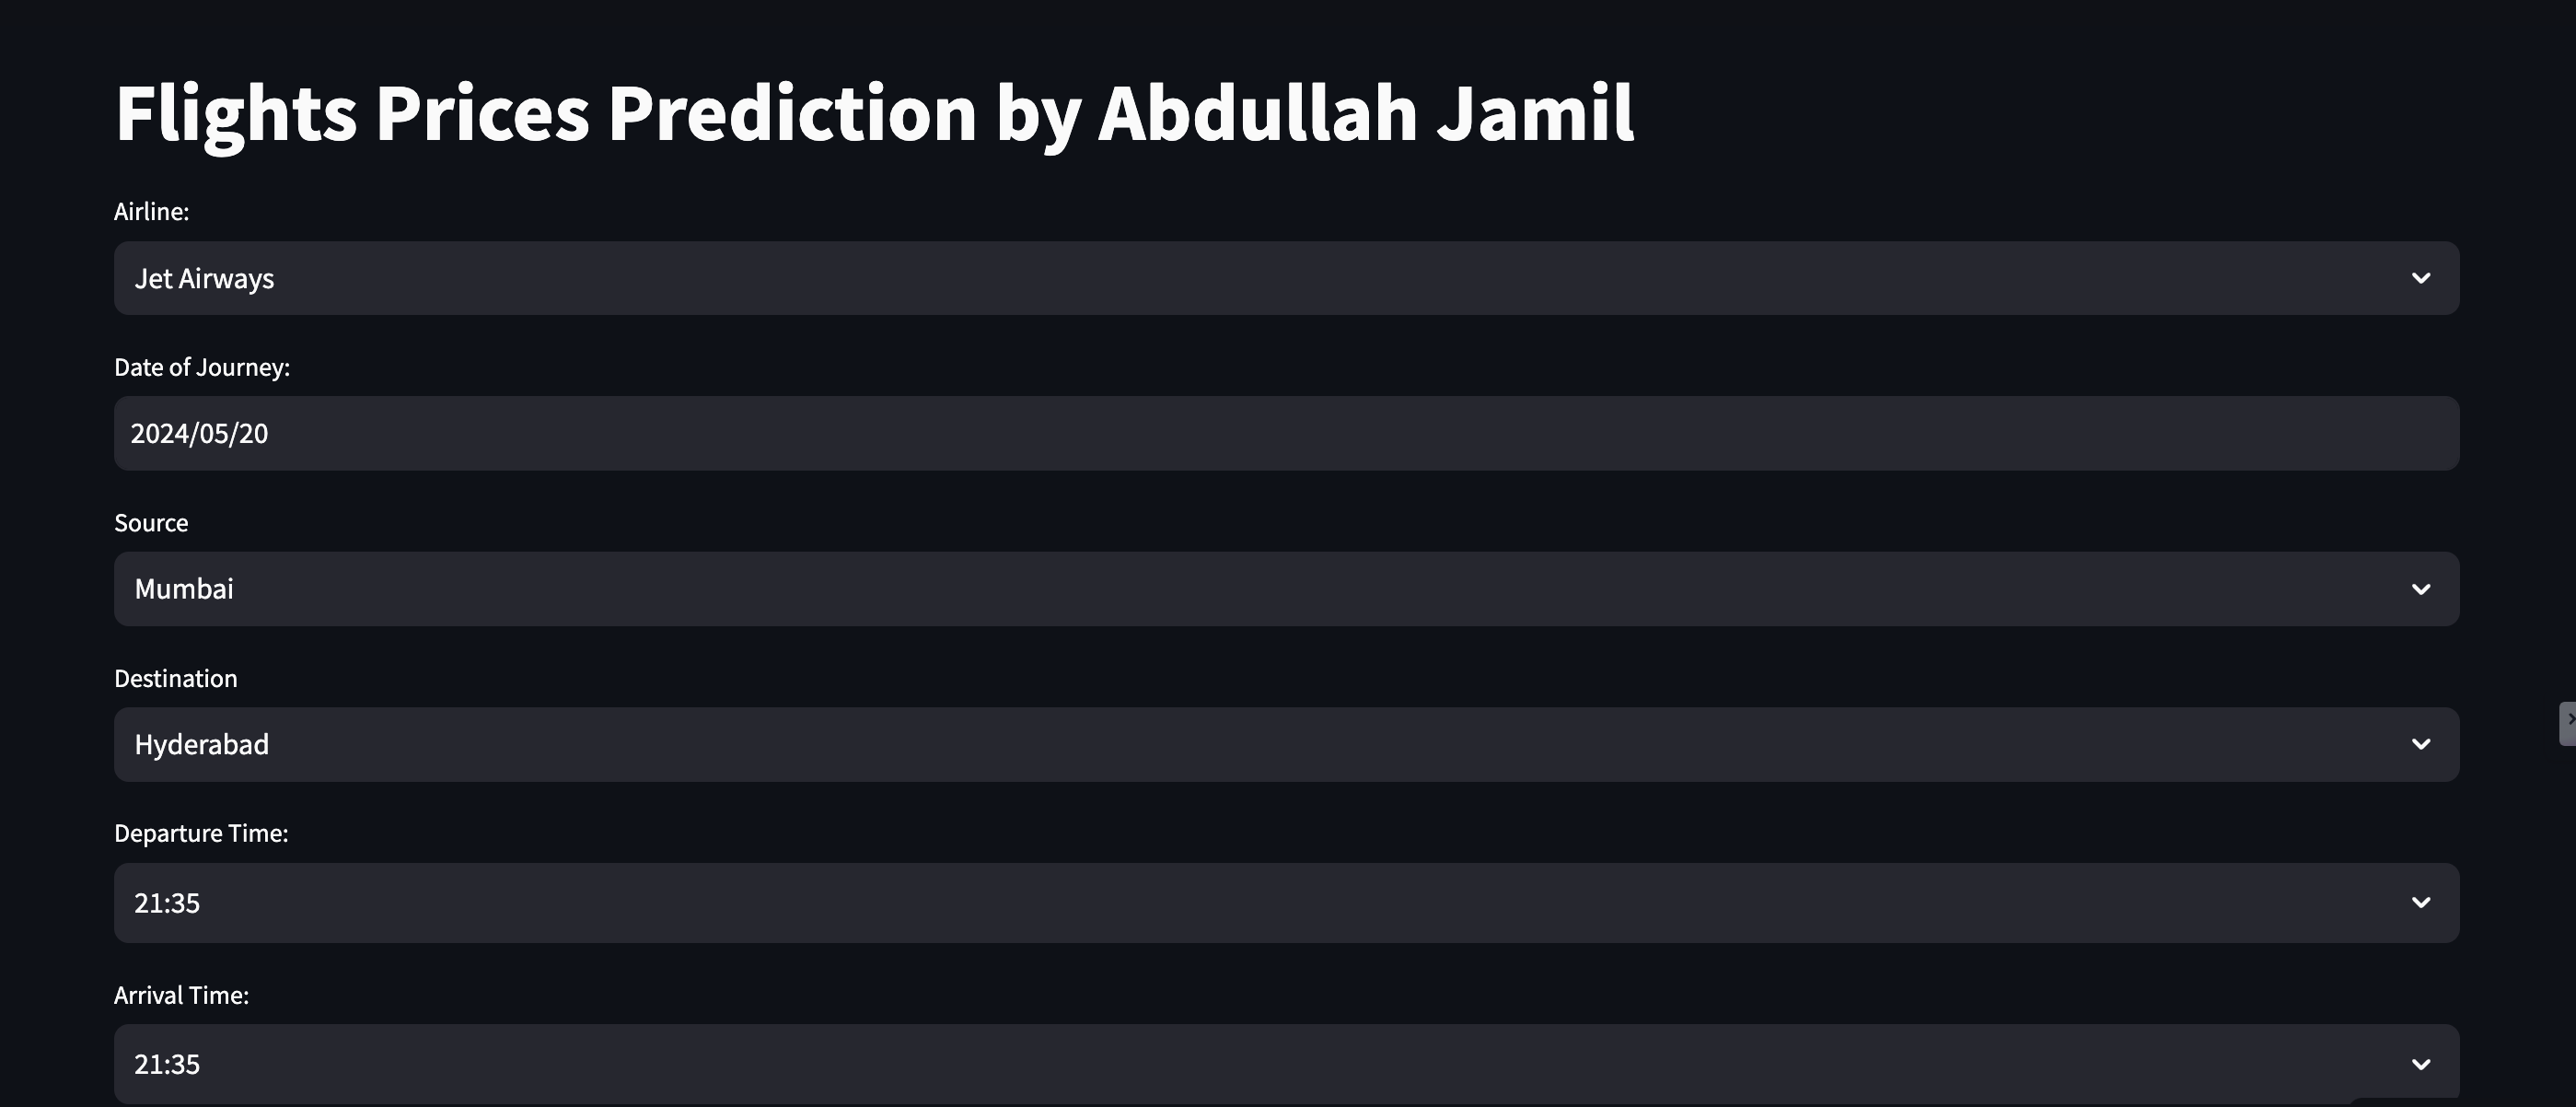 Flights Prices Prediction by Abdullah Jamil
Airline:
Jet Airways
Date of Journey:
2024/05/20
Source
Mumbai
Destination
Hyderabad
Departure Time:
21:35
Arrival Time:
21:35